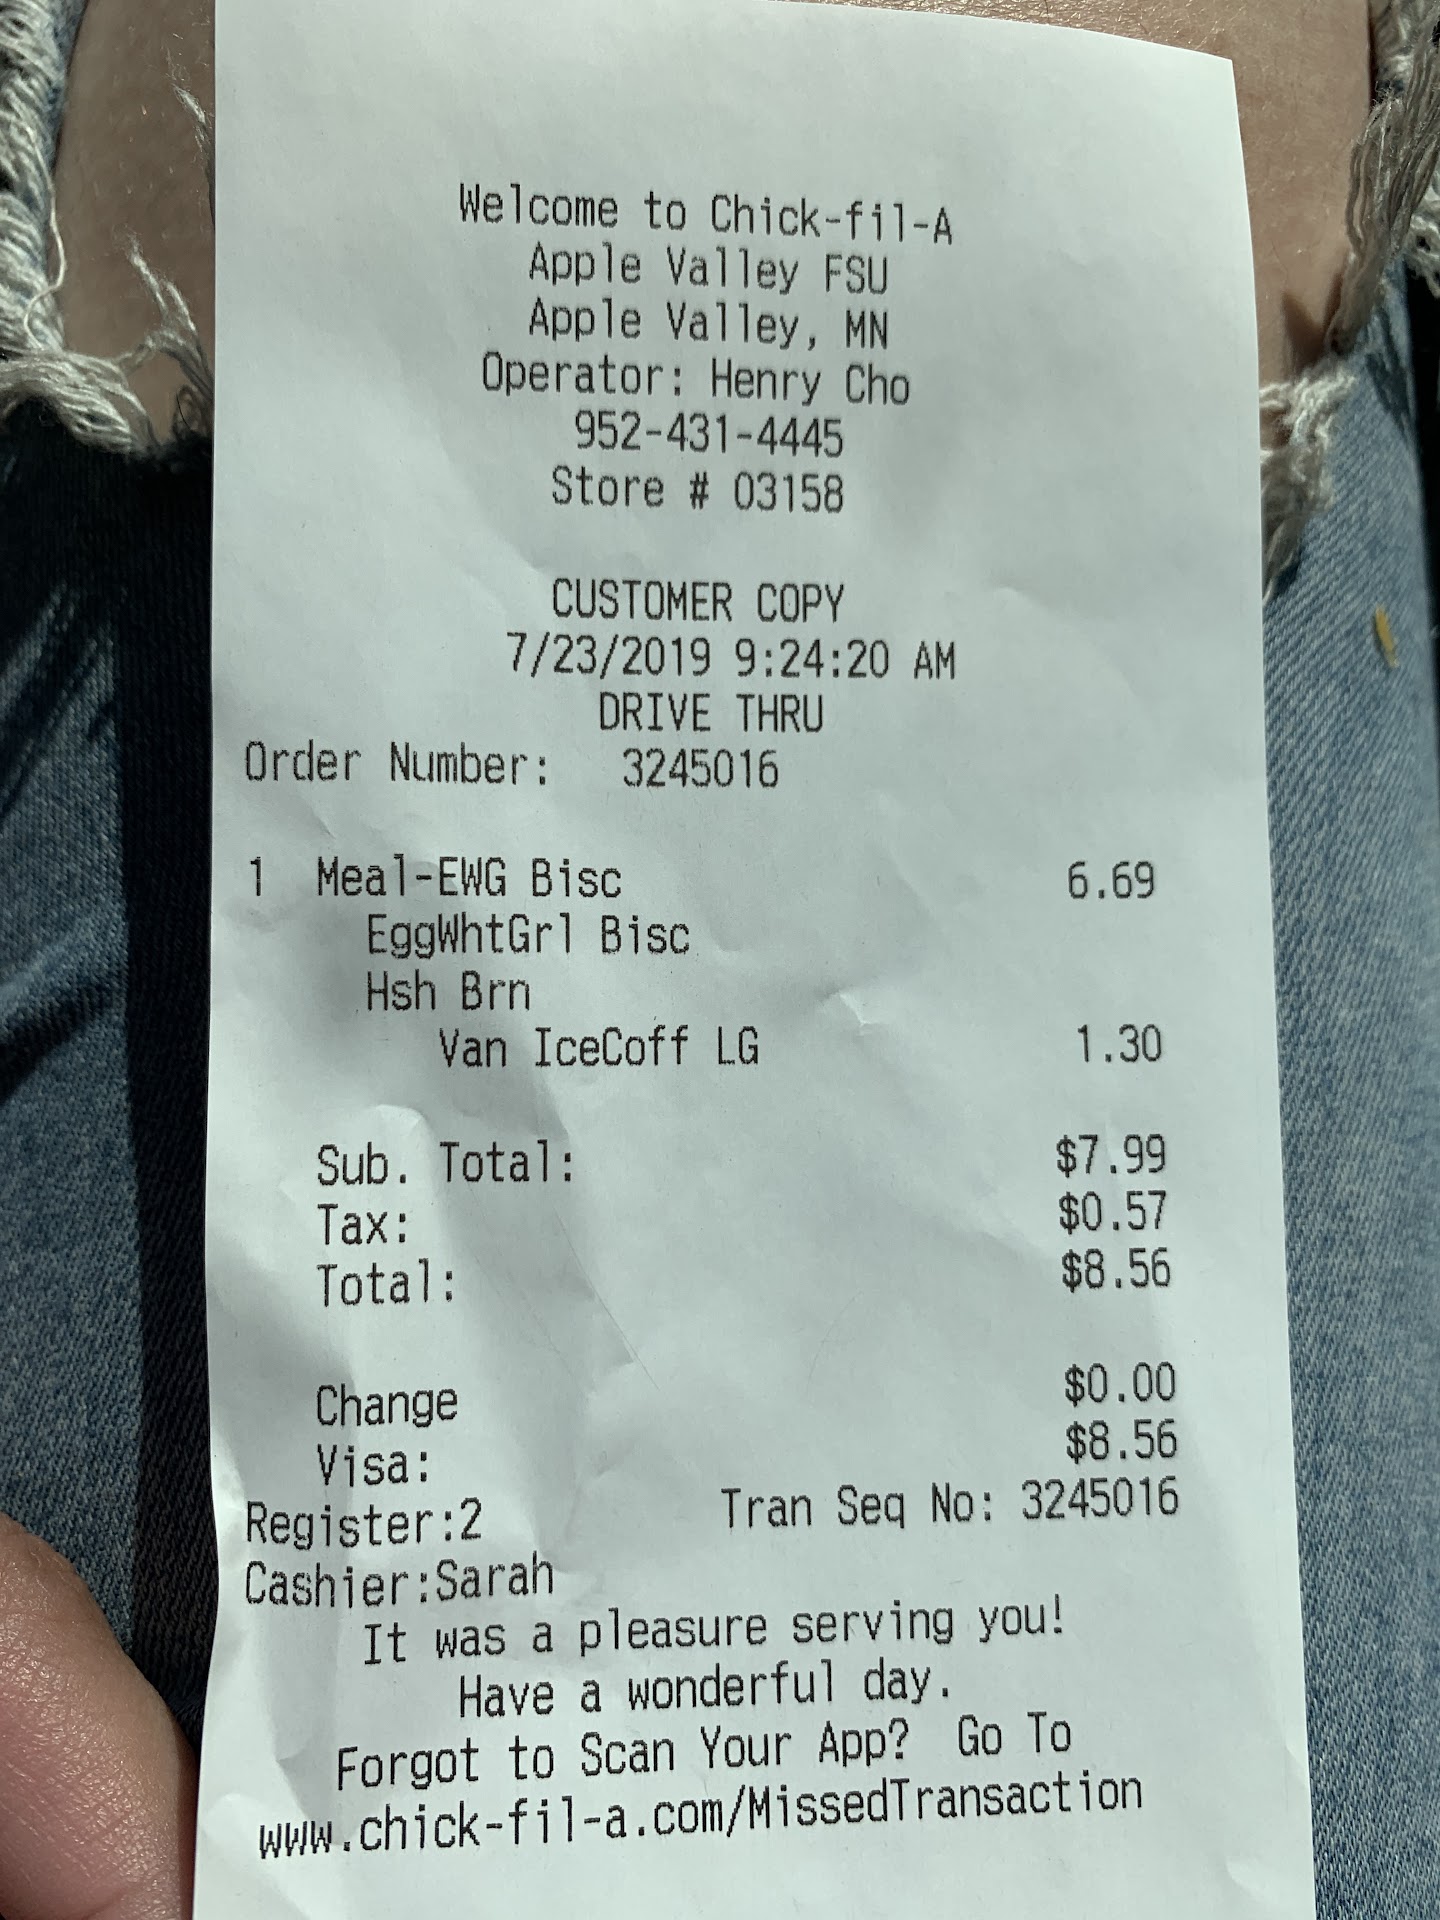 Welcome to Chick-fil-A
Apple Valley FSU
Apple Valley, MN
Operator: Henry Cho
952-431-4445
Store # 03158
CUSTOMER COPY
7/23/2019 9:24:20 AM
DRIVE THRU
Order Number: 3245016
1 Meal-EWG Bisc 6.69
EggWhtGrl Bisc
Hsh Brn
Van IceCoff LG 1.30
Sub. Total: $7.99
Tax: $0.57
Total: $8.56
Change $0.00
Visa: $8.56
Register:2 Tran Seq No: 3245016
Cashier:Sarah
It was a pleasure serving you!
Have a wonderful day.
Forgot to Scan Your App? Go To
www.chick-fil-a.com/MissedTransaction